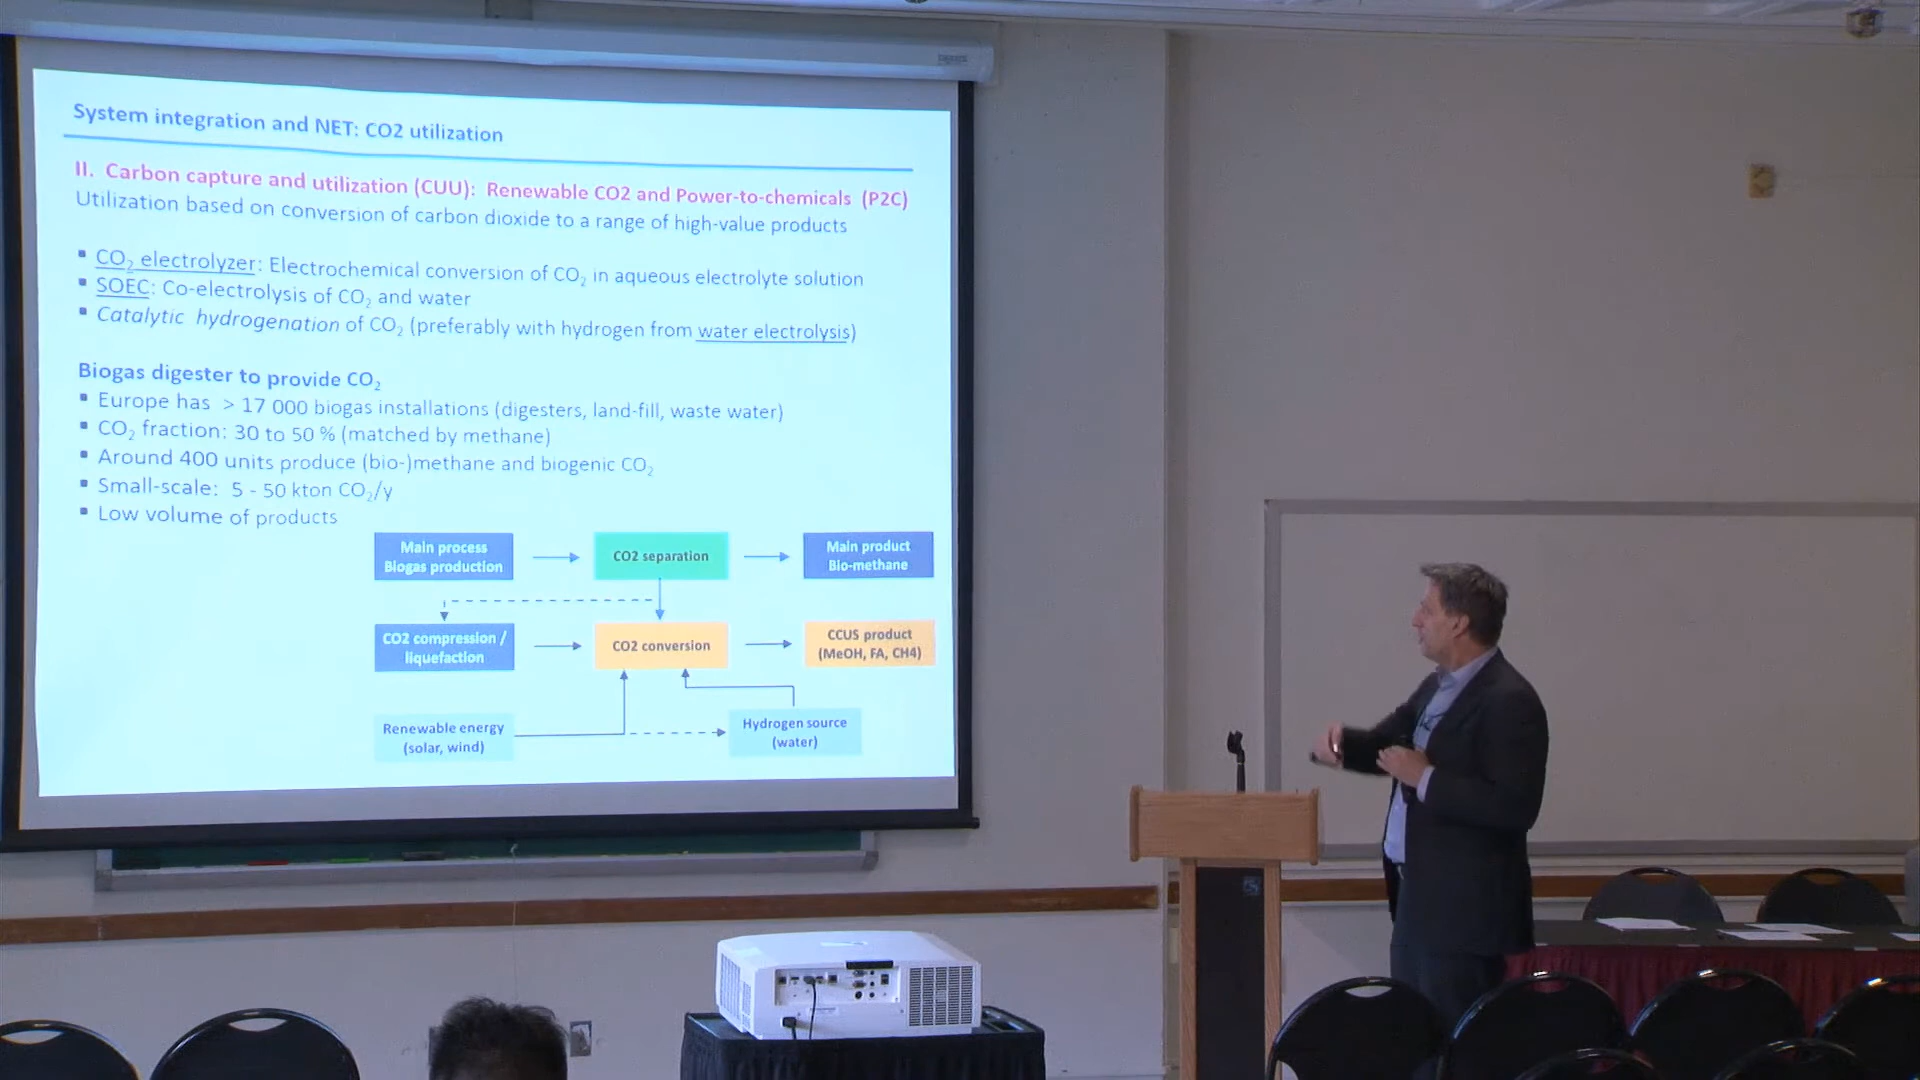 System integration and NET: CO2 utilization
II. Carbon capture and utilization (CUU): Renewable CO2 and Power-to-chemicals (P2C)
Utilization based on conversion of carbon dioxide to a range of high-value products
▪ CO₂ electrolyzer: Electrochemical conversion of CO₂ in aqueous electrolyte solution
▪ SOEC: Co-electrolysis of CO₂ and water
▪ Catalytic hydrogenation of CO₂ (preferably with hydrogen from water electrolysis)
Biogas digester to provide CO₂
▪ Europe has > 17 000 biogas installations (digesters, land-fill, waste water)
▪ CO₂ fraction: 30 to 50 % (matched by methane)
▪ Around 400 units produce (bio-)methane and biogenic CO₂
▪ Small-scale: 5 - 50 kton CO₂/y
▪ Low volume of products
Main process
Biogas production
CO2 separation
Main product
Bio-methane
CO2 compression /
liquefaction
CO2 conversion
CCUS product
(MeOH, FA, CH4)
Renewable energy
(solar, wind)
Hydrogen source
(water)